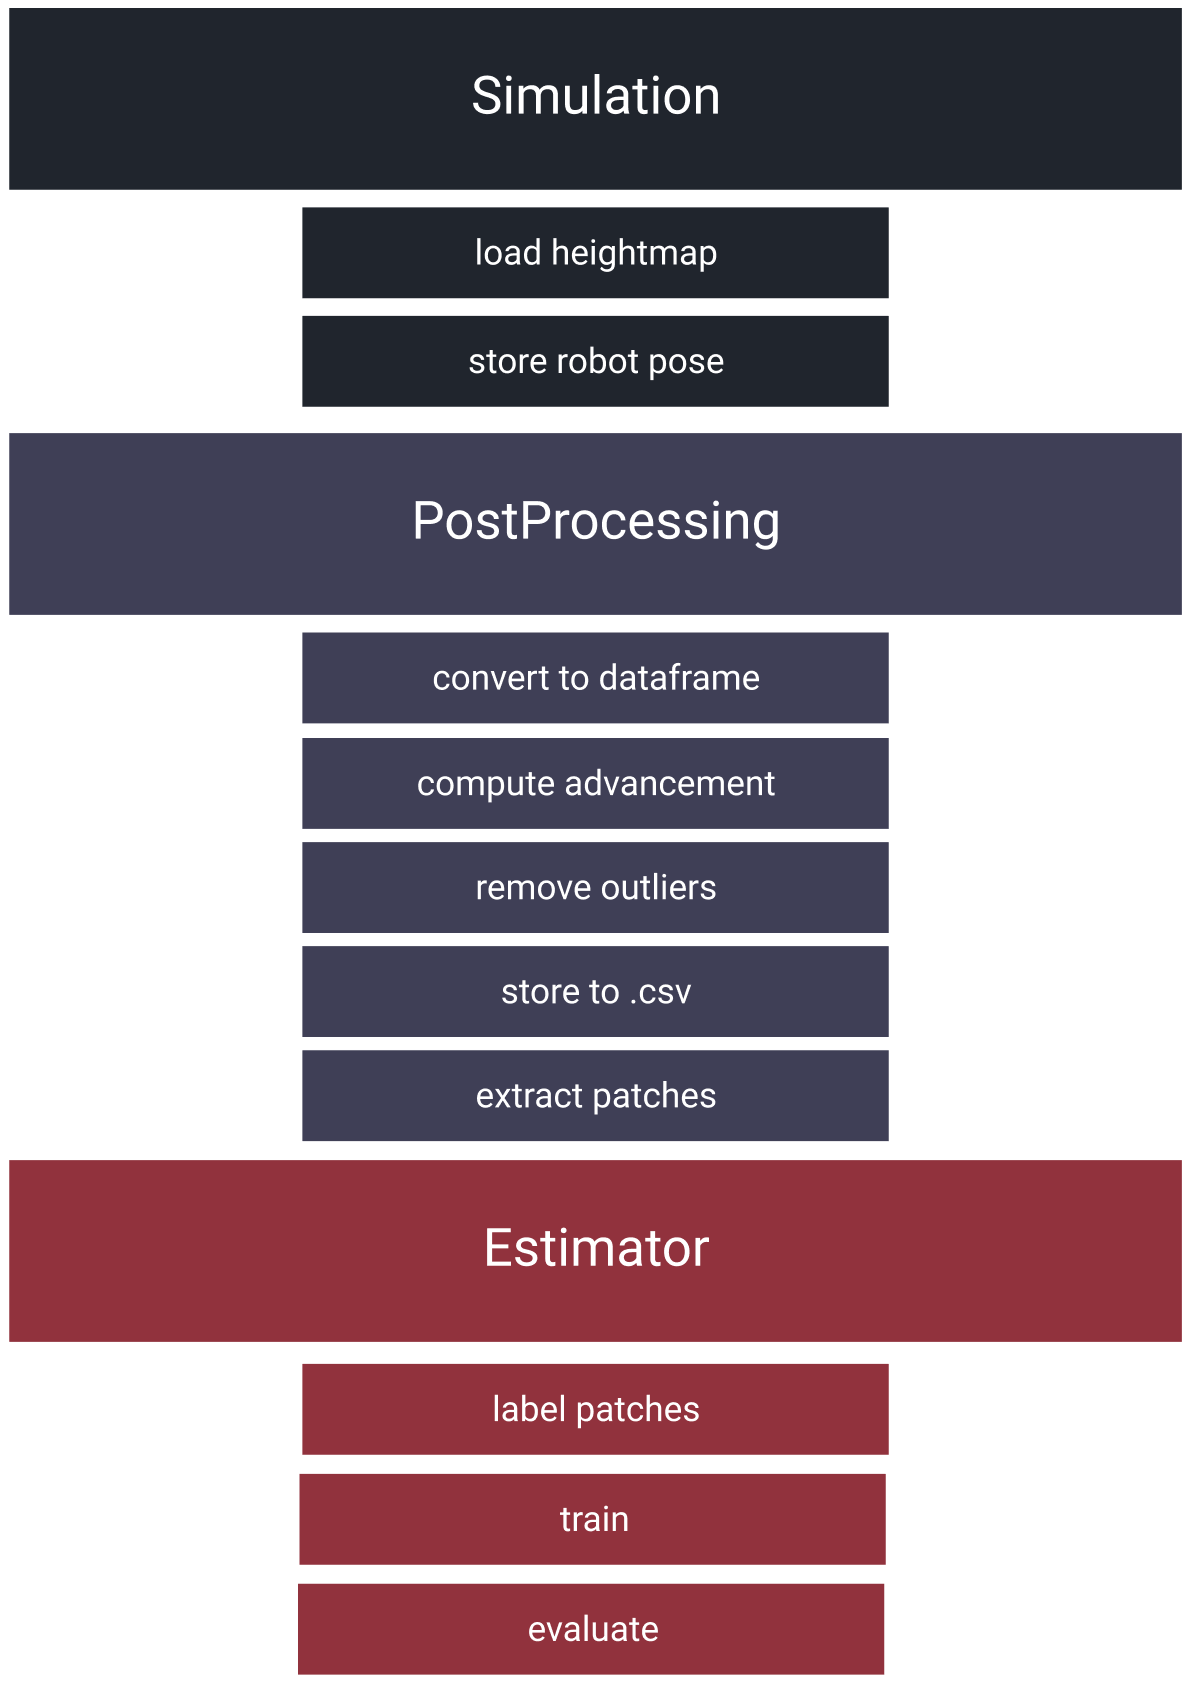 Simulation
load heightmap
store robot pose
PostProcessing
convert to dataframe
compute advancement
remove outliers
store to .csv
extract patches
Estimator
label patches
train
evaluate